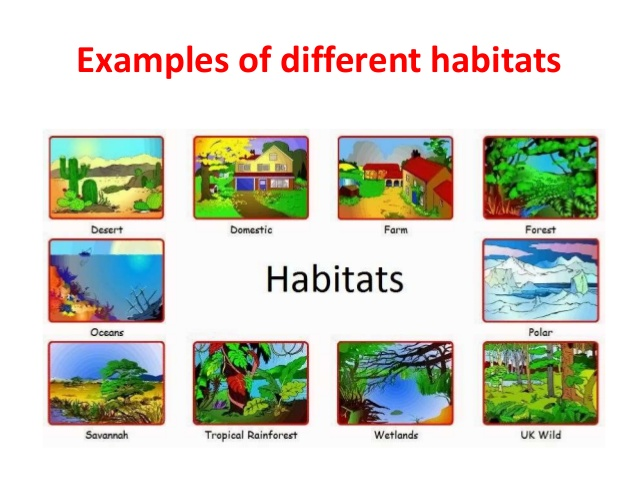 Examples of different habitats
Desert
Domestic
Farm
Forest
Habitats
Oceans
Polar
Savannah
Tropical Rainforest
Wetlands
UK Wild